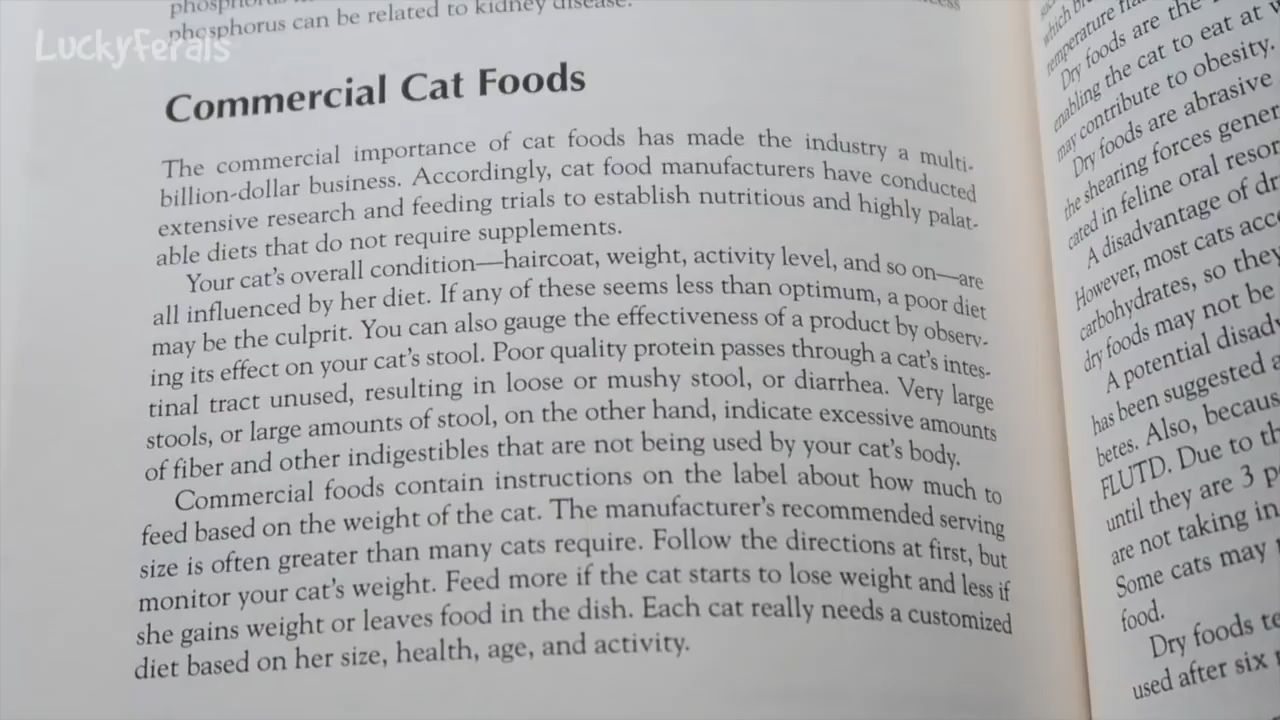 phosphorus can be related to kidney disease.
LuckyFerals
Commercial Cat Foods
The commercial importance of cat foods has made the industry a multi-
billion-dollar business. Accordingly, cat food manufacturers have conducted
extensive research and feeding trials to establish nutritious and highly palat-
able diets that do not require supplements.
Your cat's overall condition—haircoat, weight, activity level, and so on—are
all influenced by her diet. If any of these seems less than optimum, a poor diet
may be the culprit. You can also gauge the effectiveness of a product by observ-
ing its effect on your cat's stool. Poor quality protein passes through a cat's intes-
tinal tract unused, resulting in loose or mushy stool, or diarrhea. Very large
stools, or large amounts of stool, on the other hand, indicate excessive amounts
of fiber and other indigestibles that are not being used by your cat's body.
Commercial foods contain instructions on the label about how much to
feed based on the weight of the cat. The manufacturer's recommended serving
size is often greater than many cats require. Follow the directions at first, but
monitor your cat's weight. Feed more if the cat starts to lose weight and less if
she gains weight or leaves food in the dish. Each cat really needs a customized
diet based on her size, health, age, and activity.
which
temperature
Dry foods are the
enabling the cat to eat at
may contribute to obesity.
Dry foods are abrasive
the shearing forces gener
cated in feline oral resor
A disadvantage of dr
However, most cats acc
carbohydrates, so they
dry foods may not be
A potential disad
has been suggested a
betes. Also, becaus
FLUTD. Due to th
until they are 3 p
are not taking in
Some cats may
food.
Dry foods te
used after six